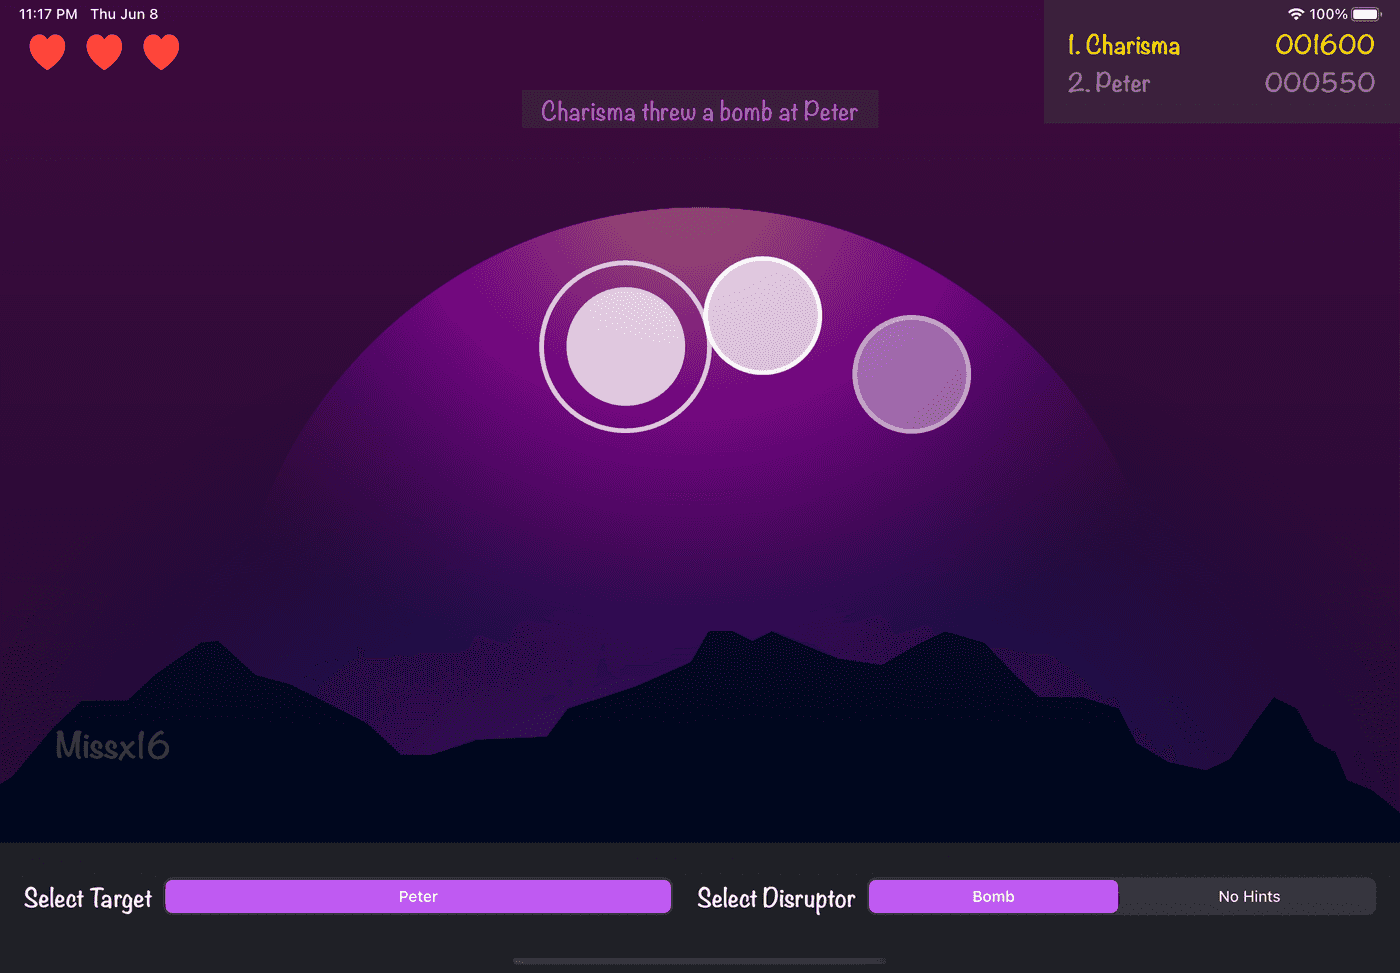 11:17 PM Thu Jun 8
100%
1. Charisma 001600
2. Peter 000550
Charisma threw a bomb at Peter
Missx16
Select Target Peter Select Disruptor Bomb No Hints